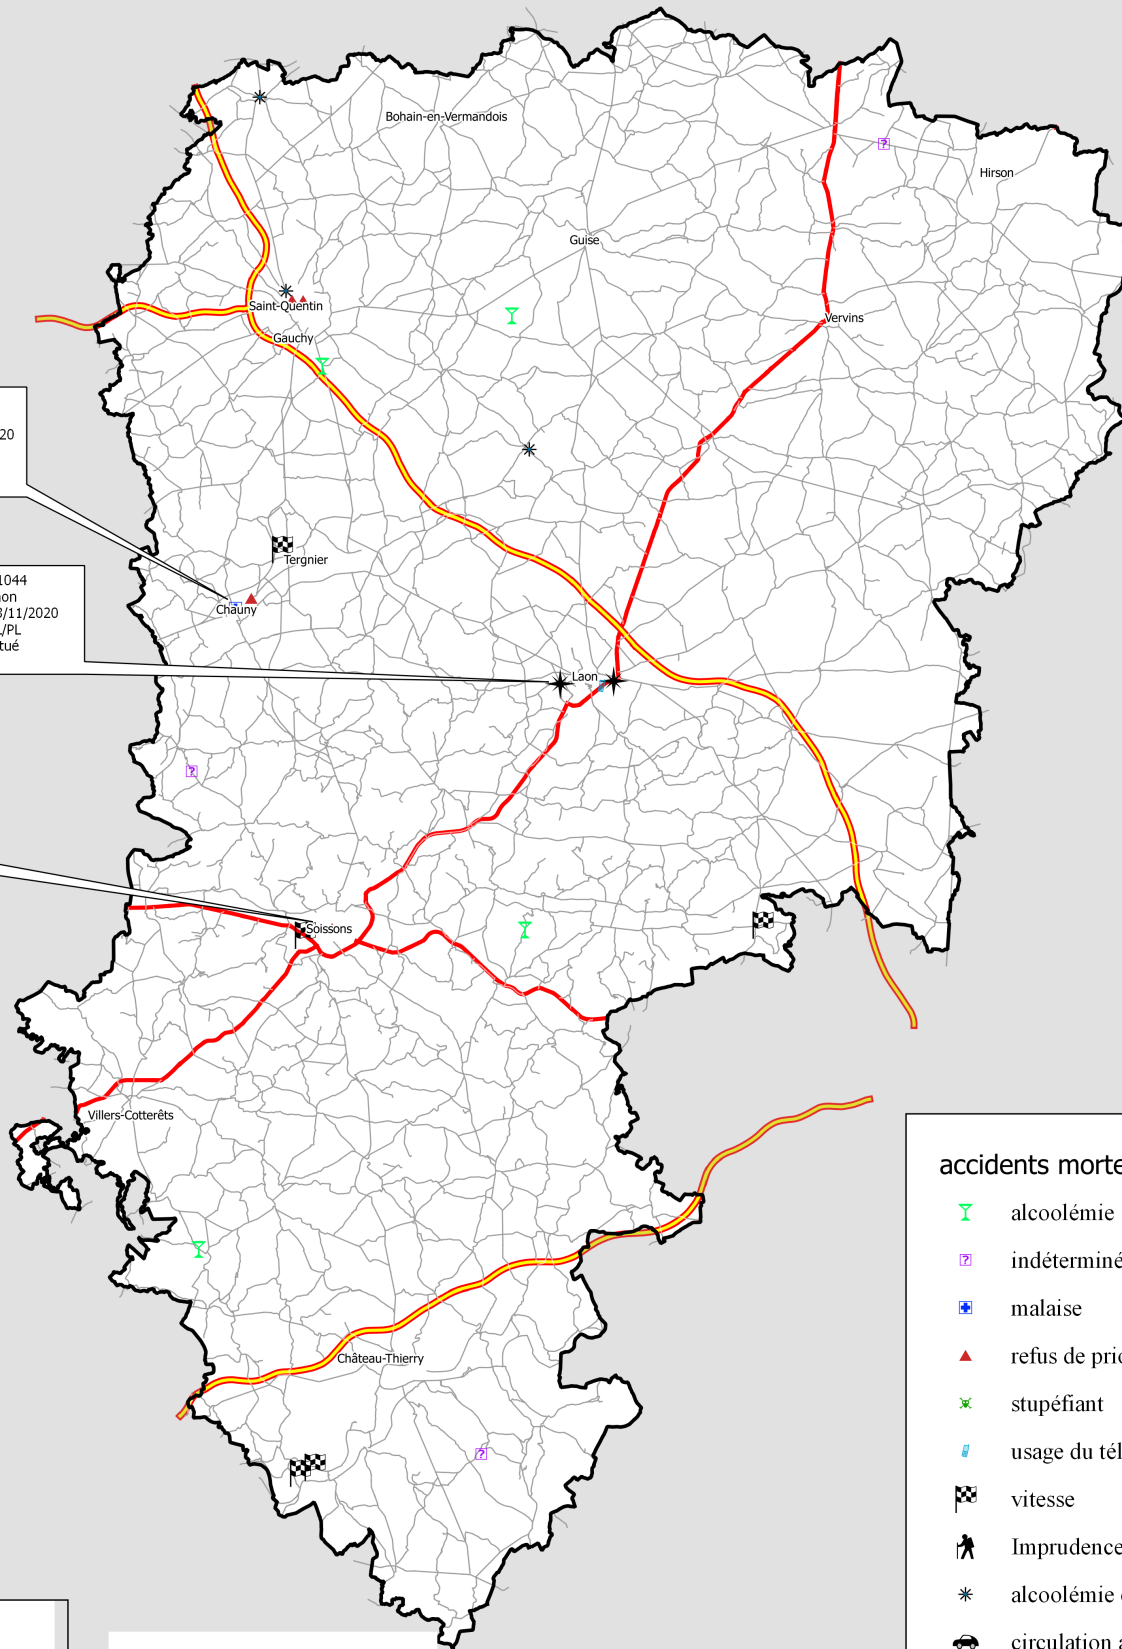 Bohain-en-Vermandois
Hirson
Guise
Saint-Quentin
Vervins
Gauchy
20
Tergnier
1044
/11/2020
/PL
tué
Chauny
Laon
Soissons
Villers-Cotterêts
Château-Thierry
accidents morte
alcoolémie
indéterminé
malaise
refus de prio
stupéfiant
usage du tél
vitesse
Imprudence
alcoolémie
circulation a